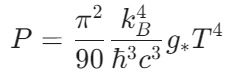 P = \frac{\pi^2}{90} \frac{k_B^4}{\hbar^3 c^3} g_* T^4